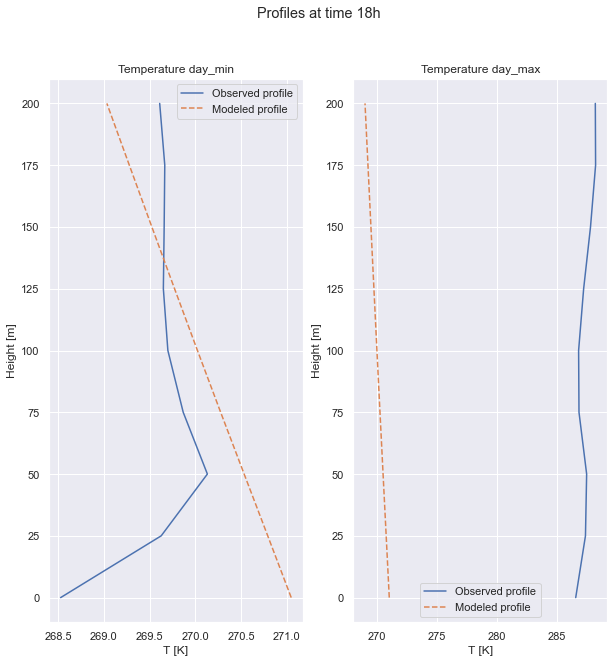 Profiles at time 18h
Temperature day_min
Observed profile
Modeled profile
200
175
150
125
100
75
50
25
0
Height [m]
268.5 269.0 269.5 270.0 270.5 271.0
T [K]
Temperature day_max
200
175
150
125
100
75
50
25
0
Height [m]
Observed profile
Modeled profile
270 275 280 285
T [K]